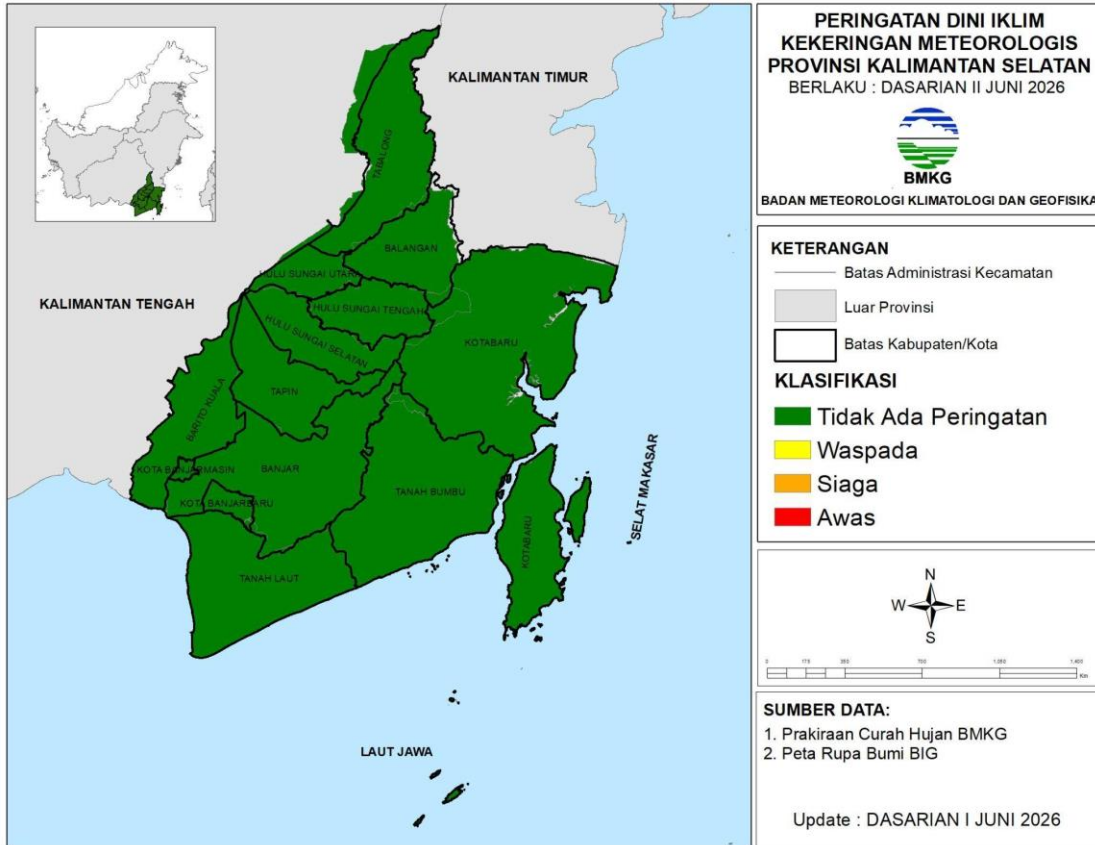 PERINGATAN DINI IKLIM
KEKERINGAN METEOROLOGIS
PROVINSI KALIMANTAN SELATAN
BERLAKU : DASARIAN II JUNI 2026
BMKG
BADAN METEOROLOGI KLIMATOLOGI DAN GEOFISIKA
KALIMANTAN TIMUR
TABALONG
BALANGAN
HULU SUNGAI UTARA
KALIMANTAN TENGAH
HULU SUNGAI TENGAH
HULU SUNGAI SELATAN
KOTABARU
TAPIN
BARITO KUALA
KOTA BANJARMASIN
BANJAR
TANAH BUMBU
KOTA BANJARBARU
SELAT MAKASAR
KOTABARU
TANAH LAUT
LAUT JAWA
KETERANGAN
Batas Administrasi Kecamatan
Luar Provinsi
Batas Kabupaten/Kota
KLASIFIKASI
Tidak Ada Peringatan
Waspada
Siaga
Awas
N
W E
S
Km
SUMBER DATA:
1. Prakiraan Curah Hujan BMKG
2. Peta Rupa Bumi BIG
Update : DASARIAN I JUNI 2026